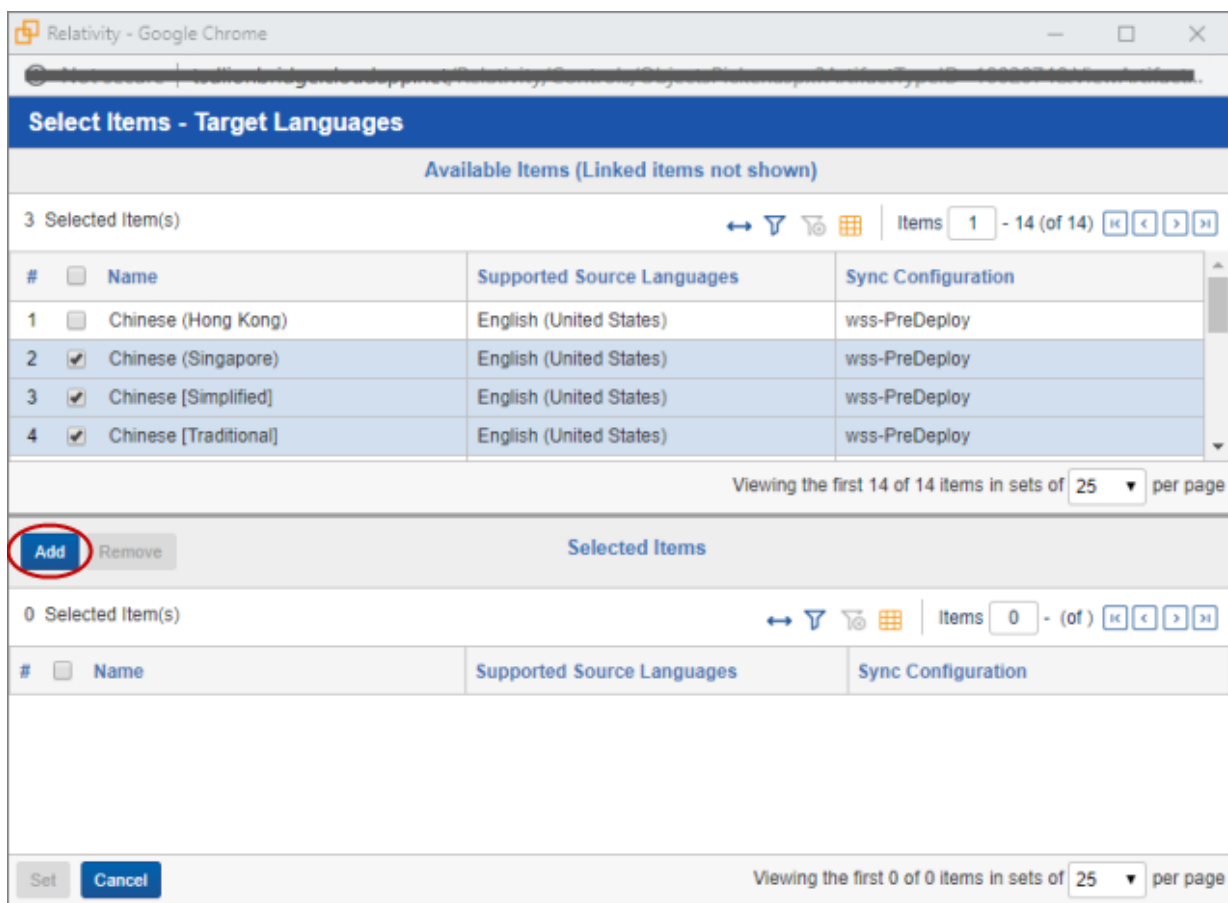 Relativity - Google Chrome
Select Items - Target Languages
Available Items (Linked items not shown)
3 Selected Item(s) Items 1 - 14 (of 14)
# Name Supported Source Languages Sync Configuration
1 Chinese (Hong Kong) English (United States) wss-PreDeploy
2 Chinese (Singapore) English (United States) wss-PreDeploy
3 Chinese [Simplified] English (United States) wss-PreDeploy
4 Chinese [Traditional] English (United States) wss-PreDeploy
Viewing the first 14 of 14 items in sets of 25 per page
Add Remove Selected Items
0 Selected Item(s) Items 0 - (of )
# Name Supported Source Languages Sync Configuration
Set Cancel Viewing the first 0 of 0 items in sets of 25 per page